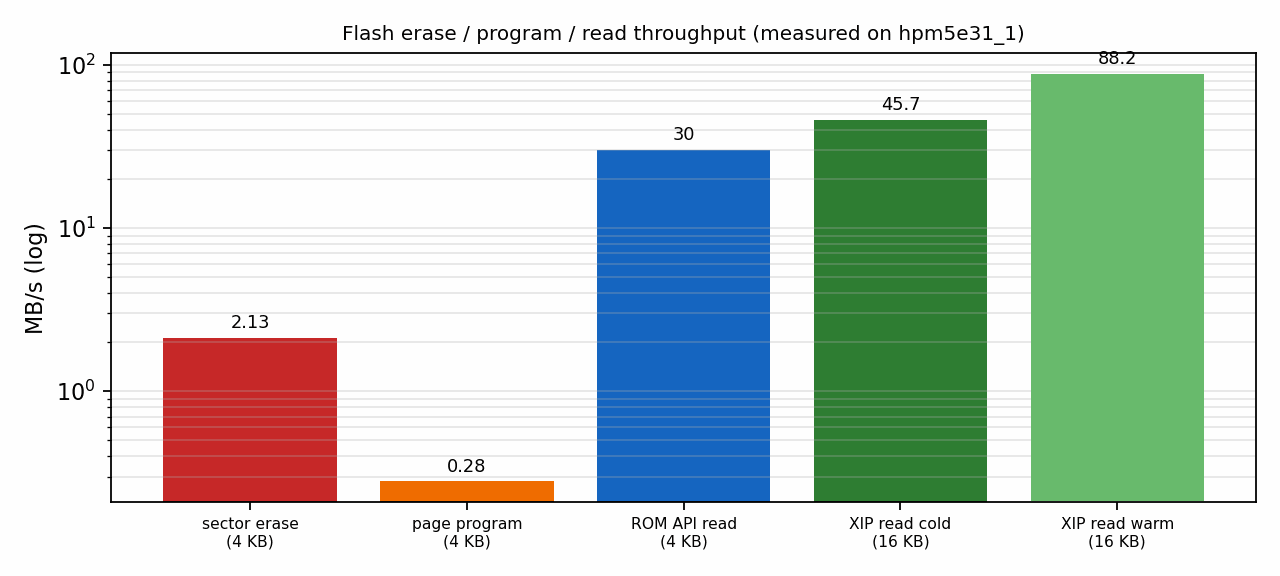 Flash erase / program / read throughput (measured on hpm5e31_1)
MB/s (log)
10²
10¹
10⁰
2.13
0.28
30
45.7
88.2
sector erase
(4 KB)
page program
(4 KB)
ROM API read
(4 KB)
XIP read cold
(16 KB)
XIP read warm
(16 KB)